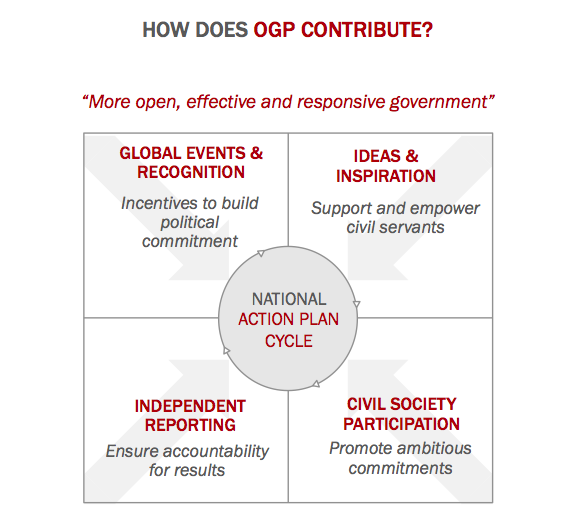 HOW DOES OGP CONTRIBUTE?
“More open, effective and responsive government”
GLOBAL EVENTS &
RECOGNITION
Incentives to build
political
commitment
IDEAS &
INSPIRATION
Support and empower
civil servants
NATIONAL
ACTION PLAN
CYCLE
INDEPENDENT
REPORTING
Ensure accountability
for results
CIVIL SOCIETY
PARTICIPATION
Promote ambitious
commitments